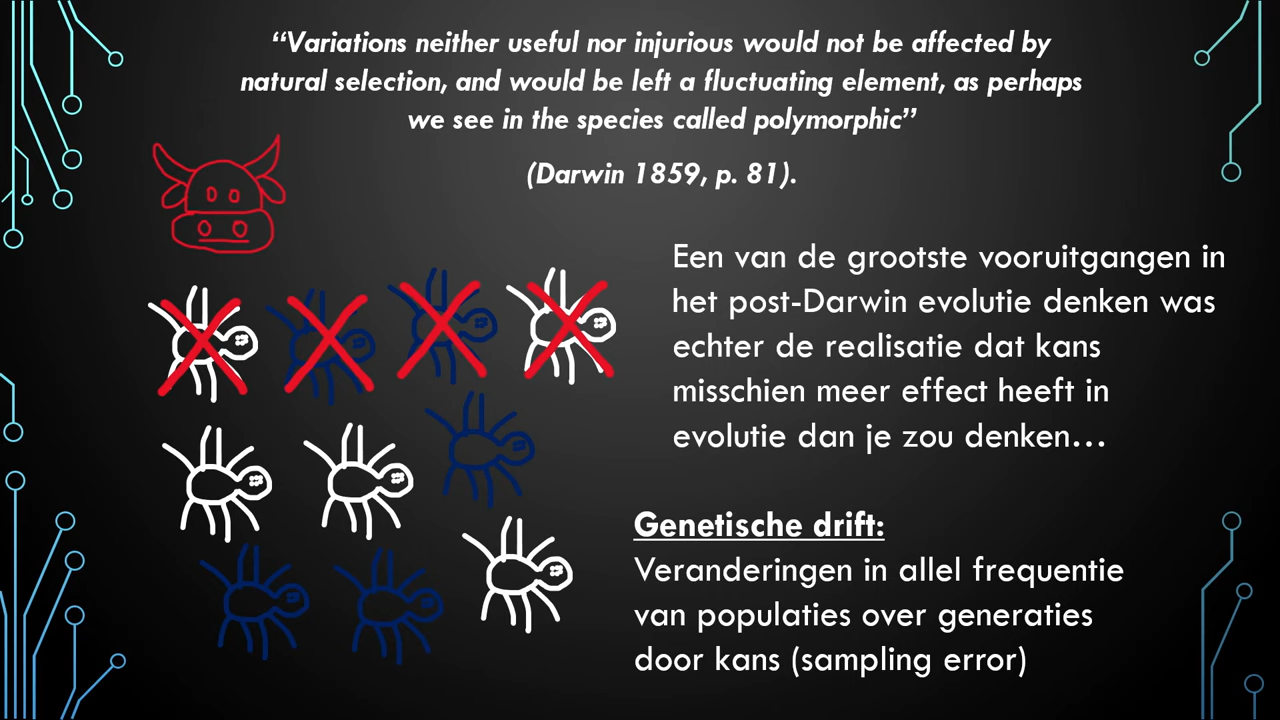 “Variations neither useful nor injurious would not be affected by
natural selection, and would be left a fluctuating element, as perhaps
we see in the species called polymorphic”
(Darwin 1859, p. 81).
Een van de grootste vooruitgangen in
het post-Darwin evolutie denken was
echter de realisatie dat kans
misschien meer effect heeft in
evolutie dan je zou denken…
Genetische drift:
Veranderingen in allel frequentie
van populaties over generaties
door kans (sampling error)